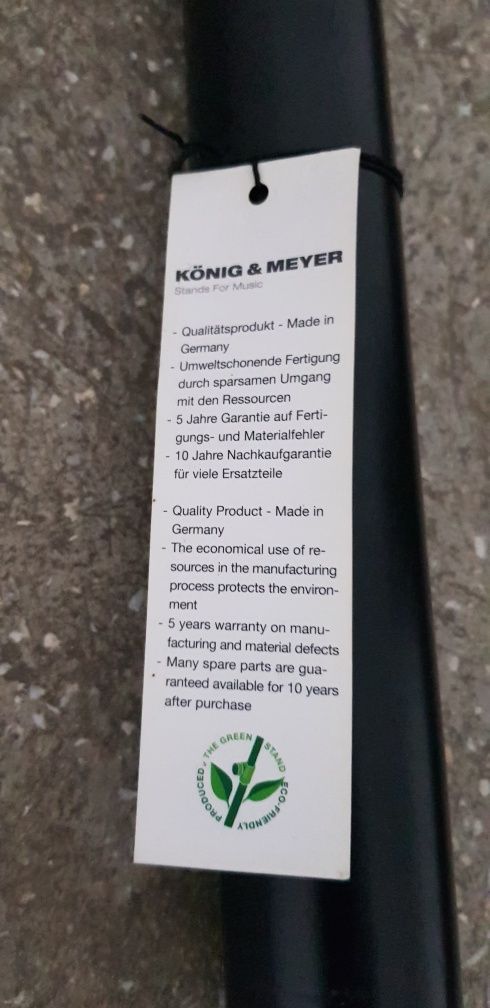 KÖNIG & MEYER
Stands For Music
- Qualitätsprodukt - Made in
Germany
- Umweltschonende Fertigung
durch sparsamen Umgang
mit den Ressourcen
- 5 Jahre Garantie auf Ferti-
gungs- und Materialfehler
- 10 Jahre Nachkaufgarantie
für viele Ersatzteile
- Quality Product - Made in
Germany
- The economical use of re-
sources in the manufacturing
process protects the environ-
ment
- 5 years warranty on manu-
facturing and material defects
- Many spare parts are gua-
ranteed available for 10 years
after purchase
THE GREEN STAND
ECO-FRIENDLY PRODUCED